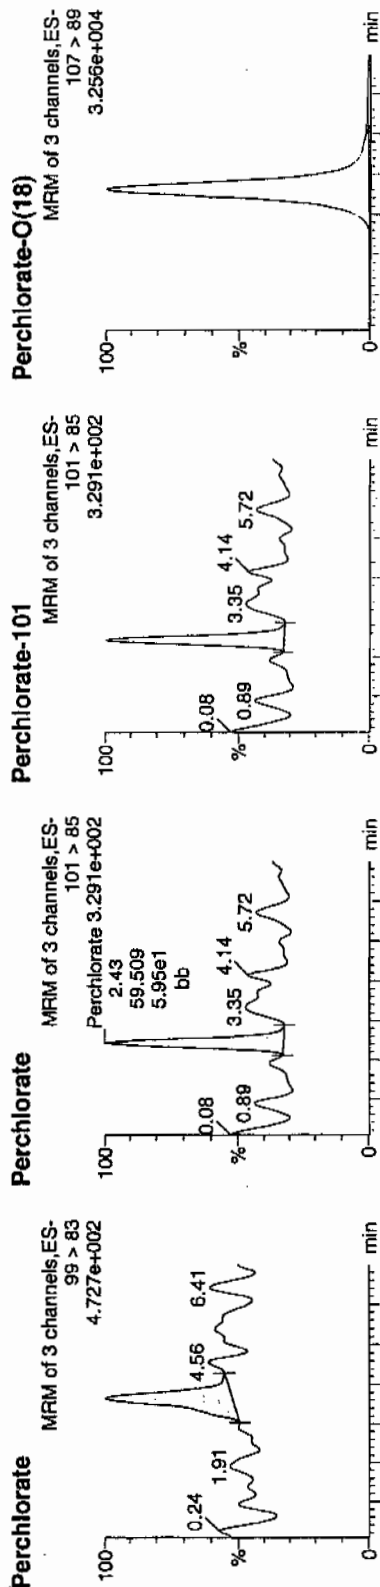 Perchlorate
MRM of 3 channels,ES-
99 > 83
4.727e+002
100
%
0
0.24
1.91
4.56
6.41
min
Perchlorate
MRM of 3 channels,ES-
101 > 85
Perchlorate 3.291e+002
2.43
59.509
5.95e1
bb
100
%
0
0.08
0.89
3.35
4.14
5.72
min
Perchlorate-101
MRM of 3 channels,ES-
101 > 85
3.291e+002
100
%
0
0.08
0.89
3.35
4.14
5.72
min
Perchlorate-O(18)
MRM of 3 channels,ES-
107 > 89
3.256e+004
100
%
0
min